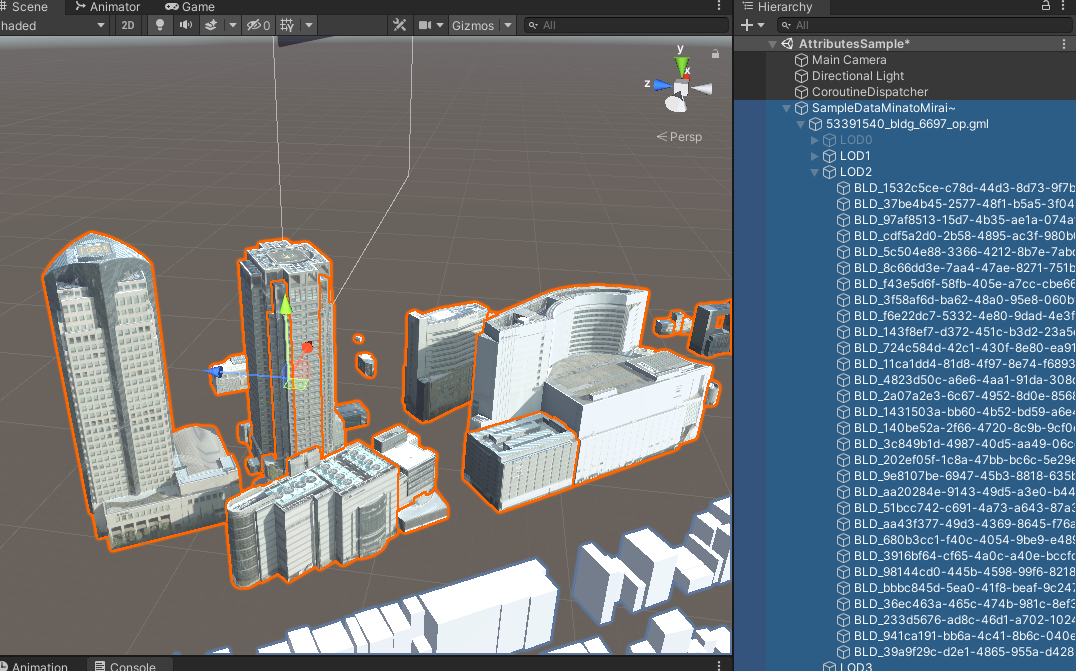 Scene
Animator
Game
haded
2D
0
Gizmos
All
y
x
z
Persp
Animation
Console
Hierarchy
All
AttributesSample*
Main Camera
Directional Light
CoroutineDispatcher
SampleDataMinatoMirai~
53391540_bldg_6697_op.gml
LOD0
LOD1
LOD2
BLD_1532c5ce-c78d-44d3-8d73-9f7b
BLD_37be4b45-2577-48f1-b5a5-3f04
BLD_97af8513-15d7-4b35-ae1a-074a
BLD_cdf5a2d0-2b58-4895-ac3f-980b
BLD_5c504e88-3366-4212-8b7e-7abc
BLD_8c66dd3e-7aa4-47ae-8271-751b
BLD_f43e5d6f-58fb-405e-a7cc-cbe66
BLD_3f58af6d-ba62-48a0-95e8-060b
BLD_f6e22dc7-5332-4e80-9dad-4e3f
BLD_143f8ef7-d372-451c-b3d2-23a5
BLD_724c584d-42c1-430f-8e80-ea91
BLD_11ca1dd4-81d8-4f97-8e74-f6893
BLD_4823d50c-a6e6-4aa1-91da-308c
BLD_2a07a2e3-6c67-4952-8d0e-8568
BLD_1431503a-bb60-4b52-bd59-a6e4
BLD_140be52a-2f66-4720-8c9b-9cf0
BLD_3c849b1d-4987-40d5-aa49-06c
BLD_202ef05f-1c8a-47bb-bc6c-5e29e
BLD_9e8107be-6947-45b3-8818-635b
BLD_aa20284e-9143-49d5-a3e0-b44
BLD_51bcc742-c691-4a73-a643-87a3
BLD_aa43f377-49d3-4369-8645-f76a
BLD_680b3cc1-f40c-4054-9be9-e489
BLD_3916bf64-cf65-4a0c-a40e-bccf
BLD_98144cd0-445b-4598-99f6-8218
BLD_bbbc845d-5ea0-41f8-beaf-9c247
BLD_36ec463a-465c-474b-981c-8ef3
BLD_233d5676-ad8c-46d1-a702-1024
BLD_941ca191-bb6a-4c41-8b6c-040e
BLD_39a9f29c-d2e1-4865-955a-d428
LOD3